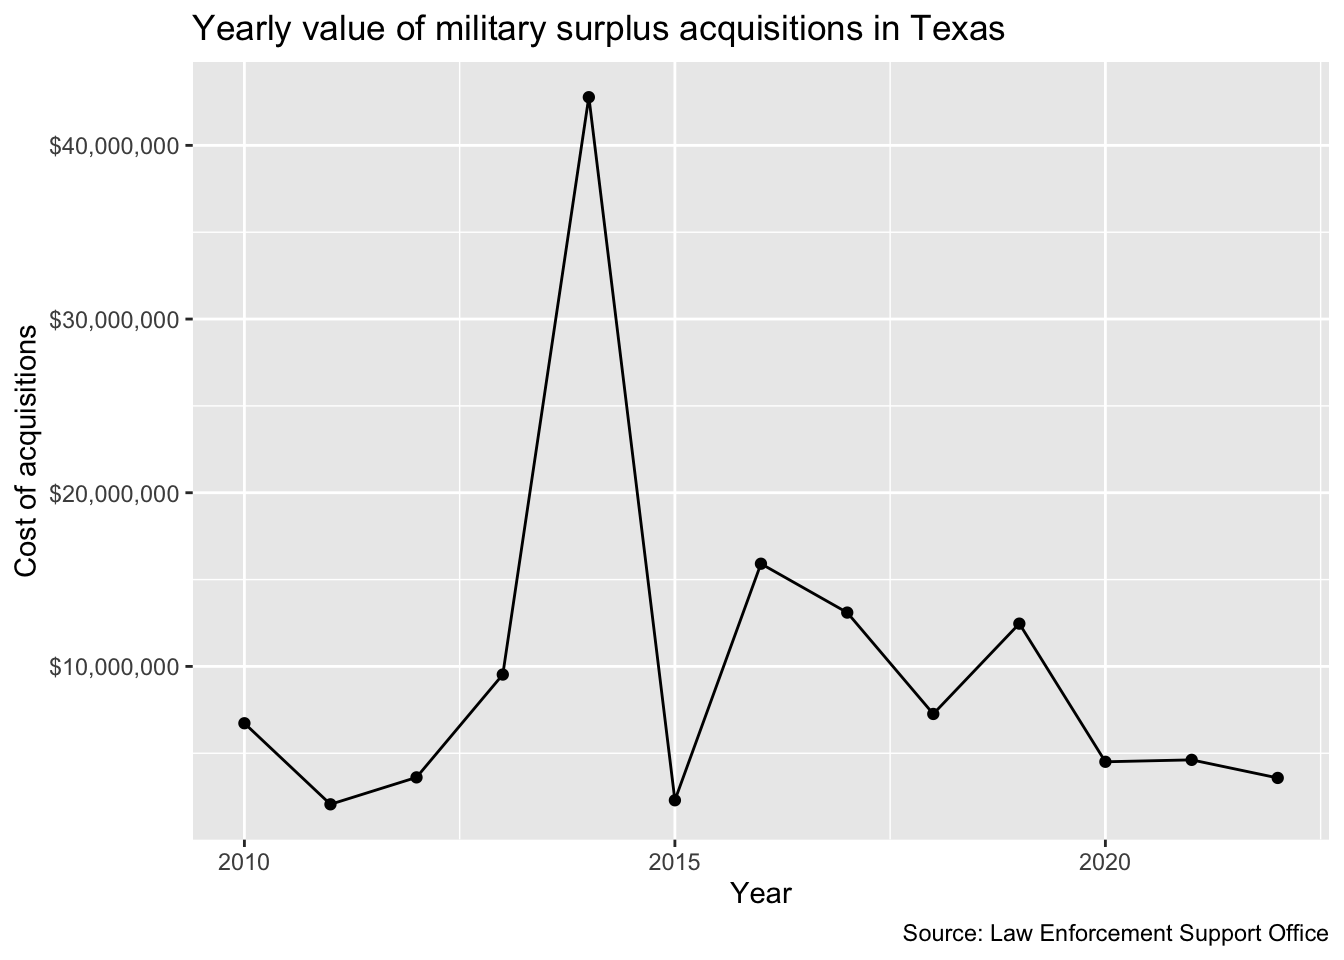 Yearly value of military surplus acquisitions in Texas
Cost of acquisitions
$40,000,000
$30,000,000
$20,000,000
$10,000,000
2010 2015 2020
Year
Source: Law Enforcement Support Office